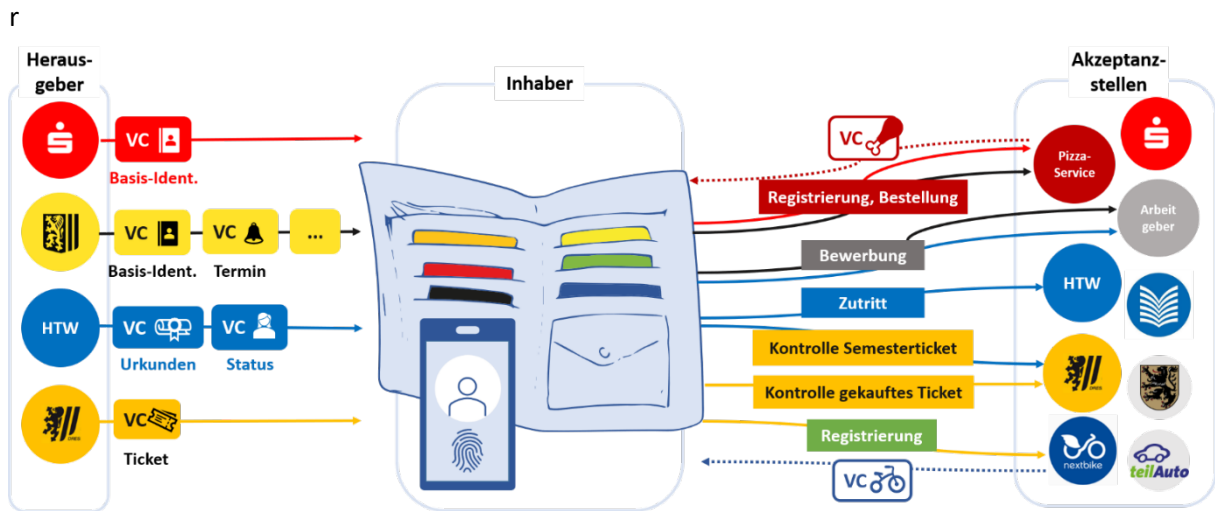 r
Heraus-
geber
Inhaber
Akzeptanz-
stellen
VC
Basis-Ident.
VC
VC
...
Basis-Ident.
Termin
HTW
VC
VC
Urkunden
Status
VC
Ticket
VC
Registrierung, Bestellung
Bewerbung
Zutritt
Kontrolle Semesterticket
Kontrolle gekauftes Ticket
Registrierung
VC
Pizza-
Service
Arbeit
geber
HTW
nextbike
teilAuto